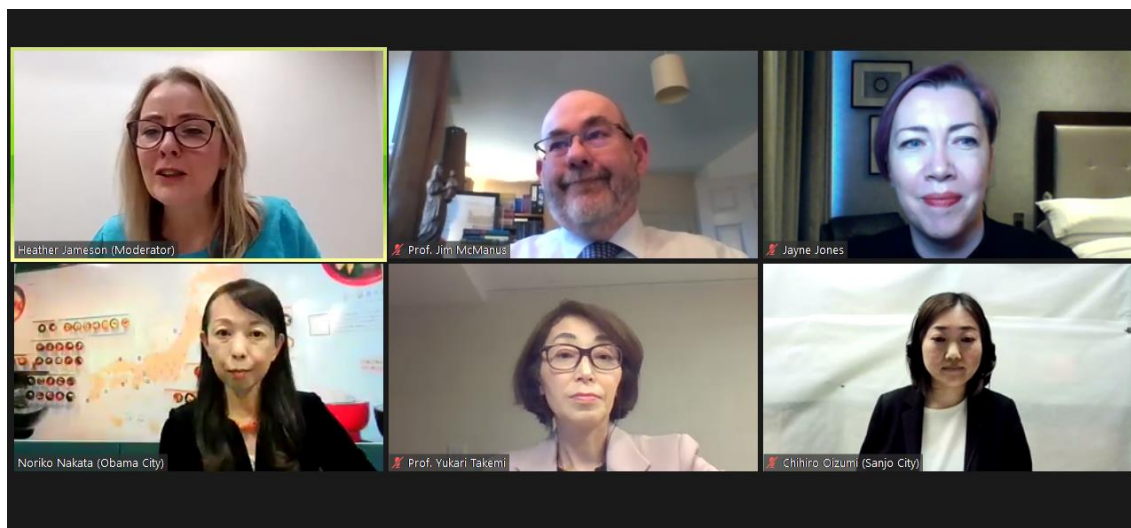 Heather Jameson (Moderator)
Prof. Jim McManus
Jayne Jones
Noriko Nakata (Obama City)
Prof. Yukari Takemi
Chihiro Oizumi (Sanjo City)